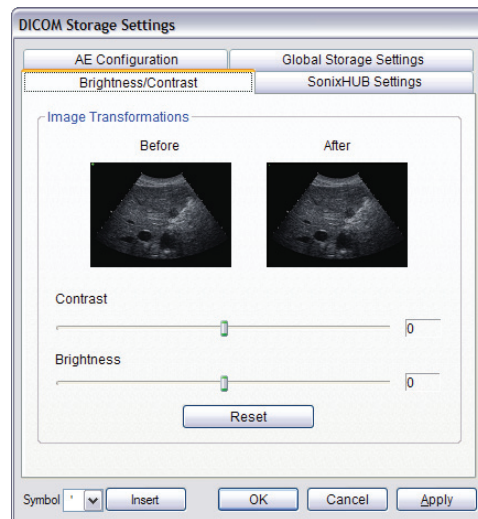 DICOM Storage Settings
AE Configuration
Global Storage Settings
Brightness/Contrast
SonixHUB Settings
Image Transformations
Before
After
Contrast
0
Brightness
0
Reset
Symbol ' Insert OK Cancel Apply